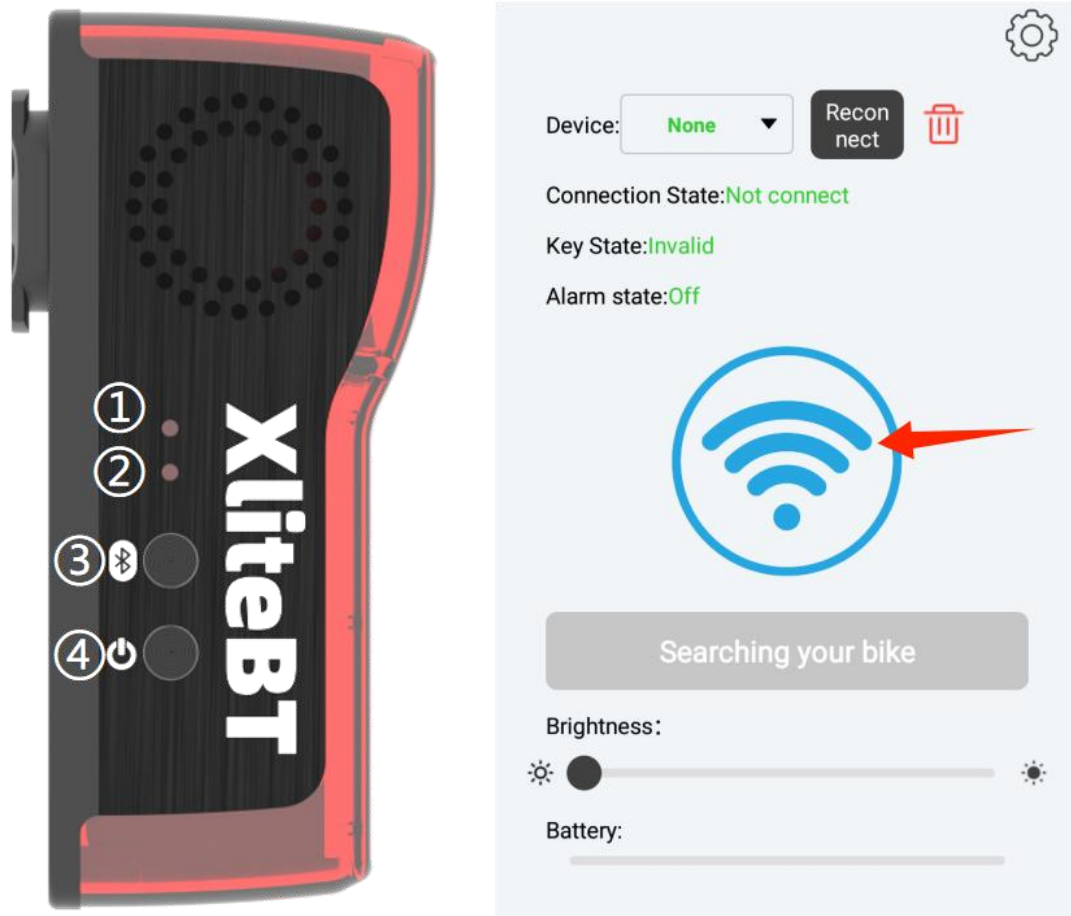 ①
②
③
④
XliteBT
Device:
None
Recon
nect
Connection State:Not connect
Key State:Invalid
Alarm state:Off
Searching your bike
Brightness：
Battery: